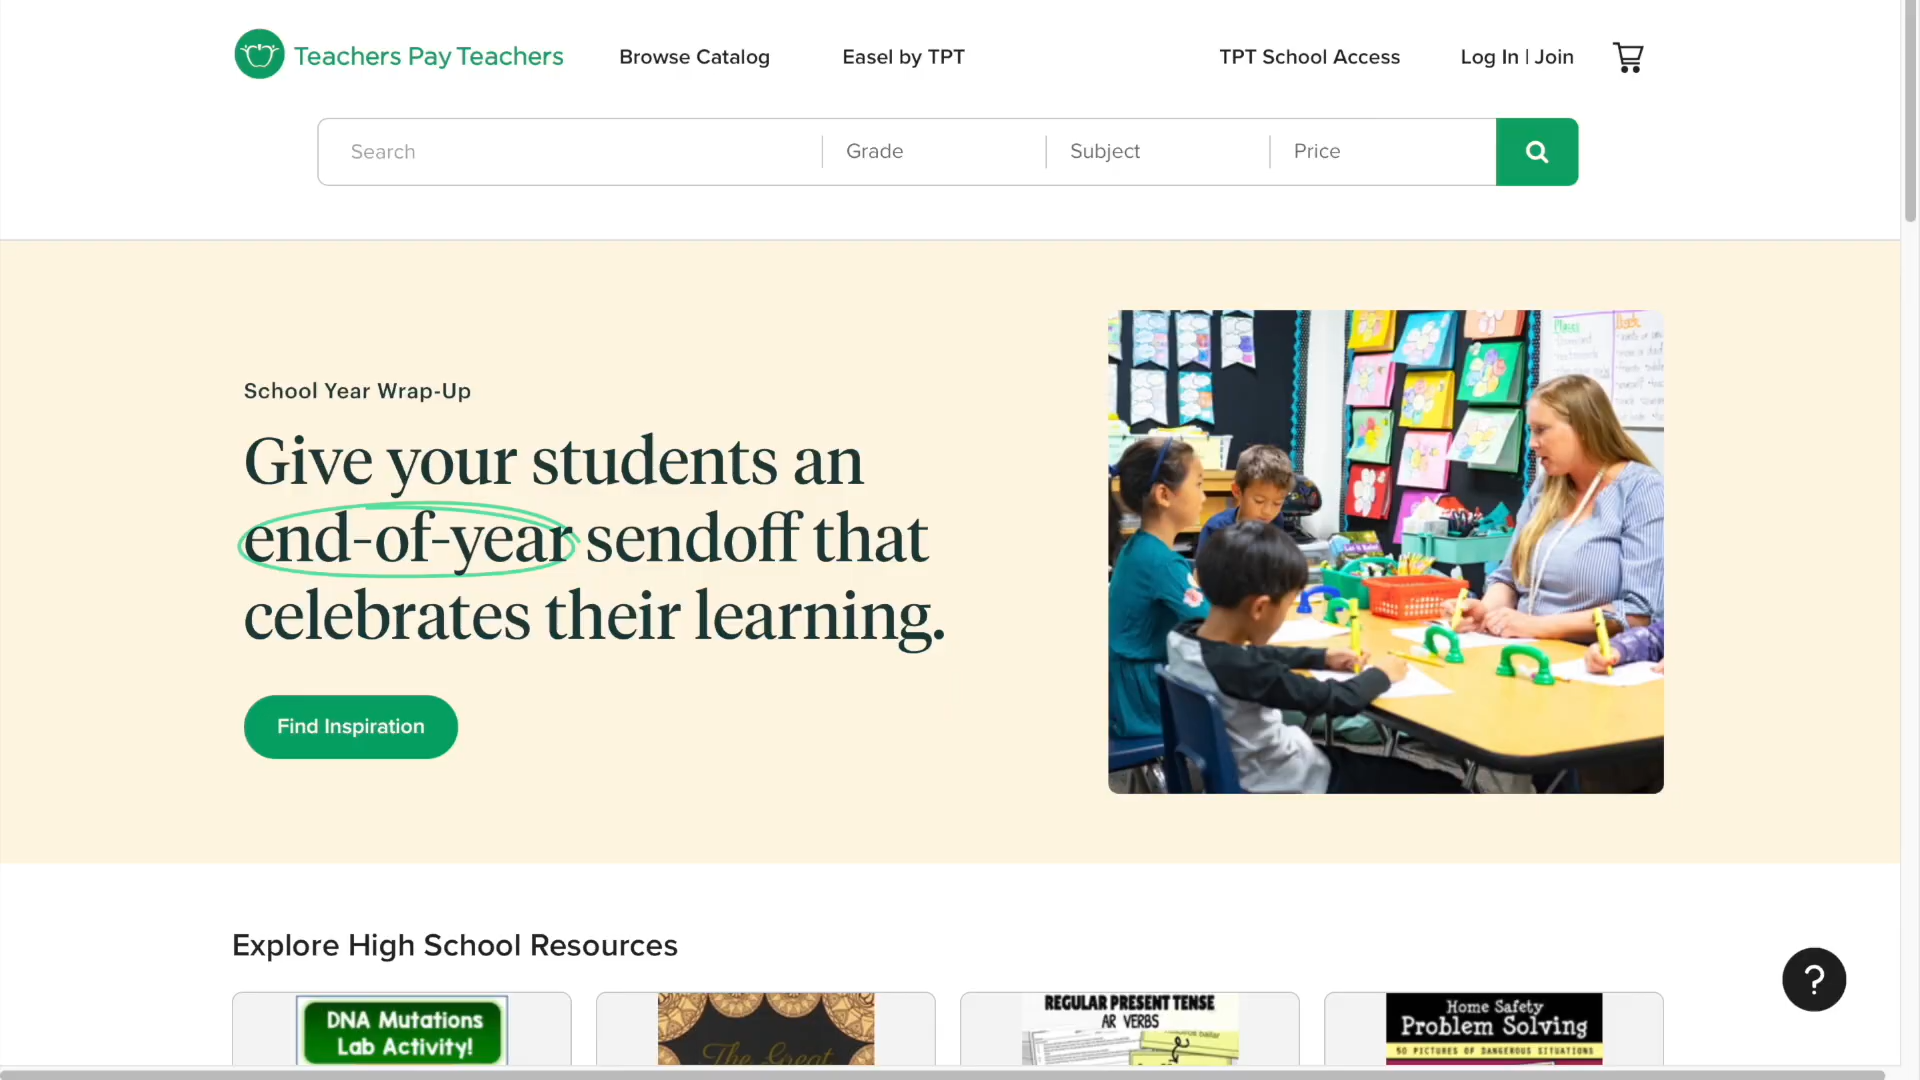 Teachers Pay Teachers
Browse Catalog
Easel by TPT
TPT School Access
Log In | Join
Search
Grade
Subject
Price
School Year Wrap-Up
Give your students an
end-of-year sendoff that
celebrates their learning.
Find Inspiration
Explore High School Resources
?
DNA Mutations
Lab Activity!
The Great
REGULAR PRESENT TENSE
AR VERBS
Home Safety
Problem Solving
50 PICTURES OF DANGEROUS SITUATIONS